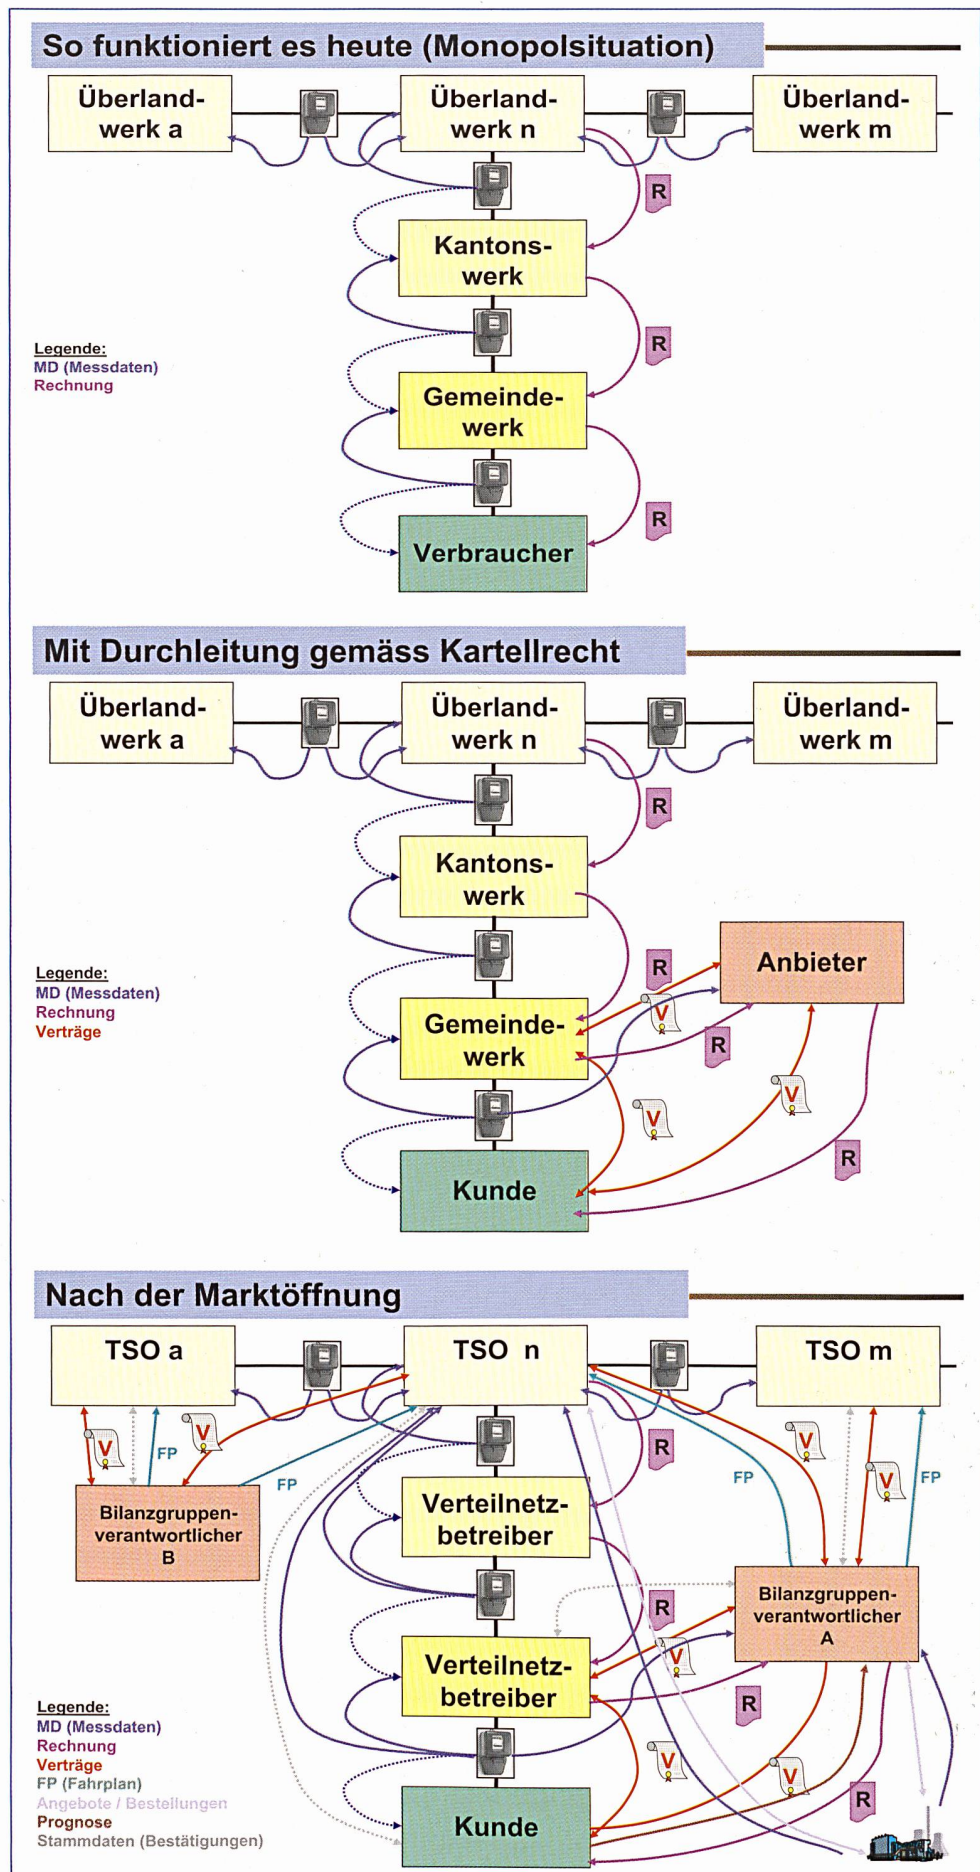 So funktioniert es heute (Monopolsituation)
Überland-
werk a
Überland-
werk n
Überland-
werk m
R
Kantons-
werk
R
Legende:
MD (Messdaten)
Rechnung
Gemeinde-
werk
R
Verbraucher
Mit Durchleitung gemäss Kartellrecht
Überland-
werk a
Überland-
werk n
Überland-
werk m
R
Kantons-
werk
Anbieter
R
Legende:
MD (Messdaten)
Rechnung
Verträge
V
Gemeinde-
werk
R
V
V
R
Kunde
Nach der Marktöffnung
TSO a
TSO n
TSO m
V
FP
V
FP
R
V
FP
V
FP
Bilanzgruppen-
verantwortlicher
B
Verteilnetz-
betreiber
Bilanzgruppen-
verantwortlicher
A
R
V
Verteilnetz-
betreiber
R
Legende:
MD (Messdaten)
Rechnung
Verträge
FP (Fahrplan)
Angebote / Bestellungen
Prognose
Stammdaten (Bestätigungen)
V
V
R
Kunde